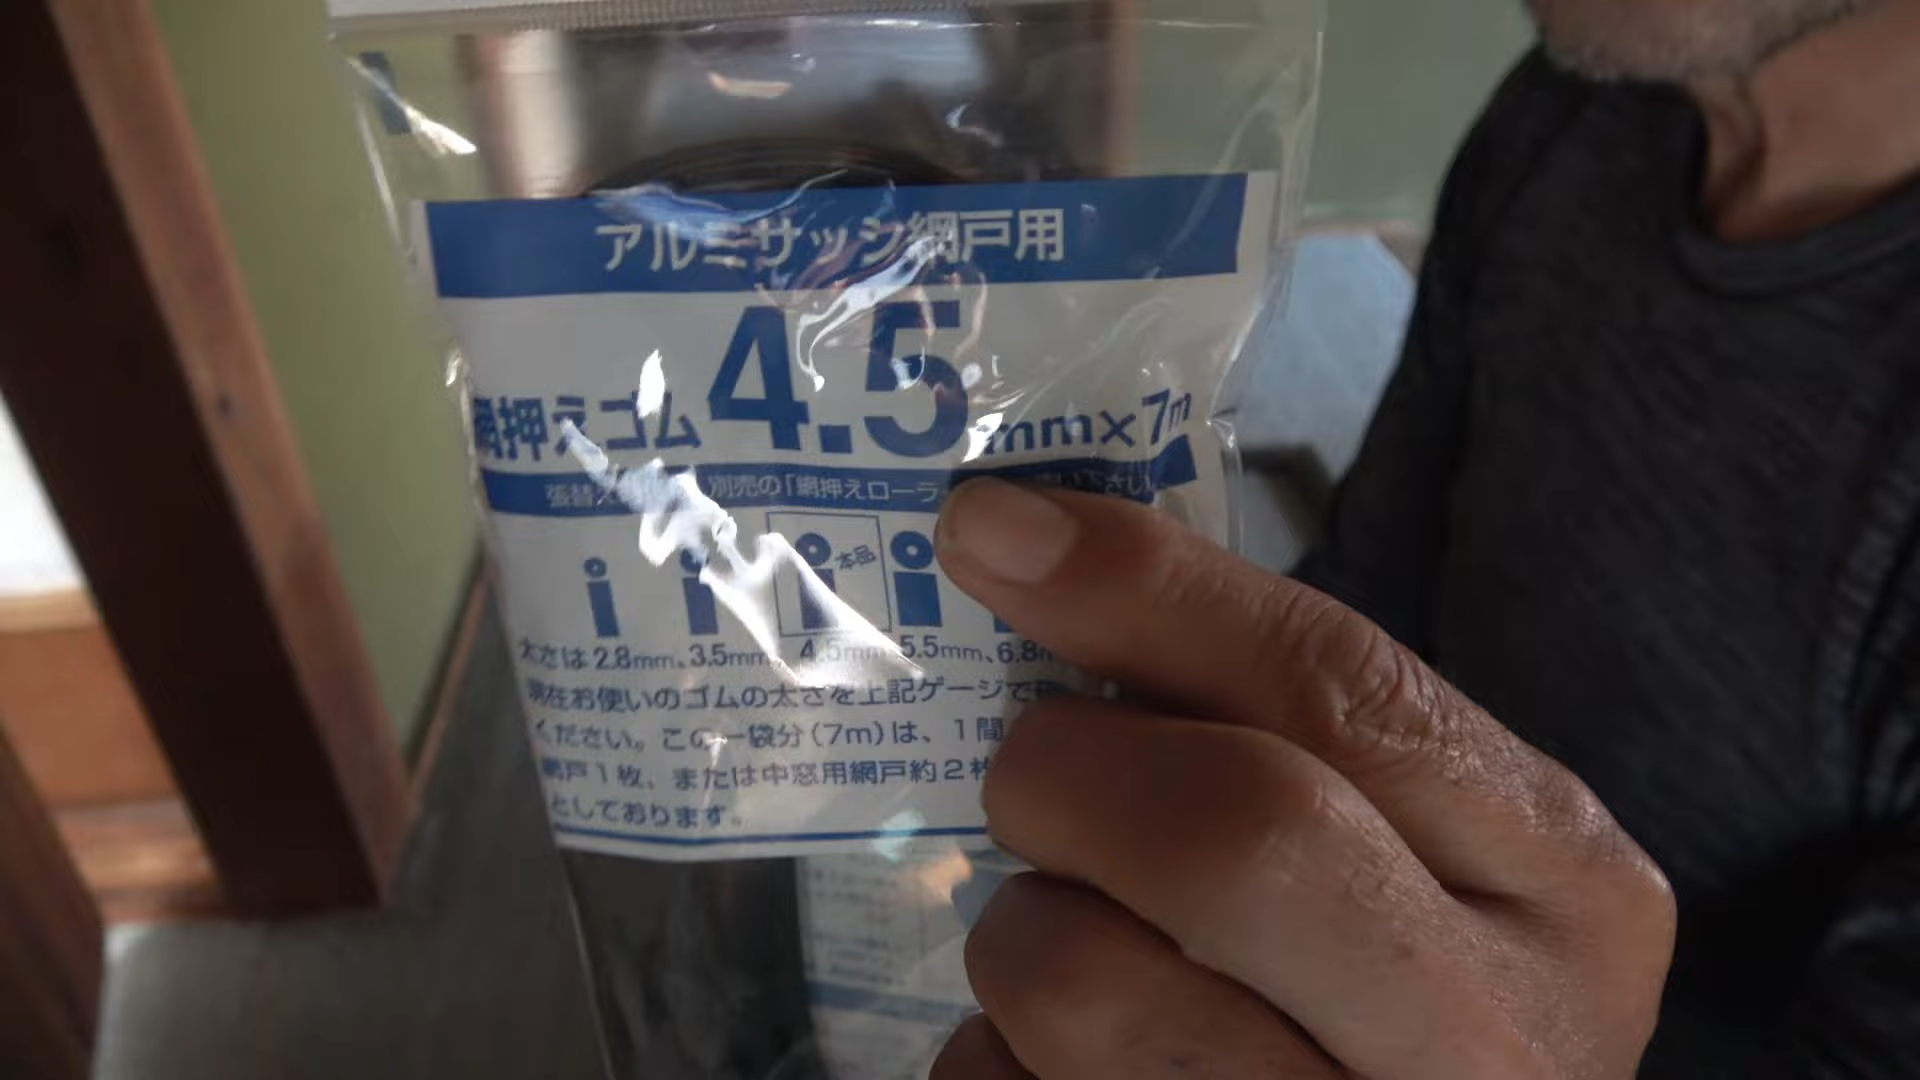 アルミサッシ網戸用
網押えゴム 4.5mm×7m
張替え 別売の「網押えローラ 下さい。
本品
太さは2.8mm、3.5mm、4.5mm、5.5mm、6.8m
現在お使いのゴムの太さを上記ゲージで
ください。この一袋分(7m)は、1間
網戸1枚、または中窓用網戸約2枚
としております。